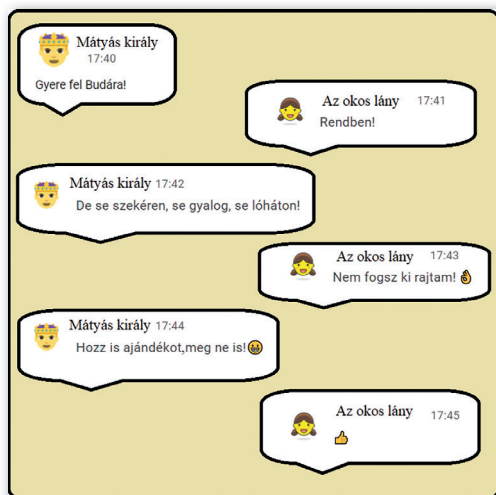 Mátyás király
17:40
Gyere fel Budára!
Az okos lány 17:41
Rendben!
Mátyás király 17:42
De se szekéren, se gyalog, se lóháton!
Az okos lány 17:43
Nem fogsz ki rajtam! 👌
Mátyás király 17:44
Hozz is ajándékot,meg ne is!😀
Az okos lány 17:45
👍